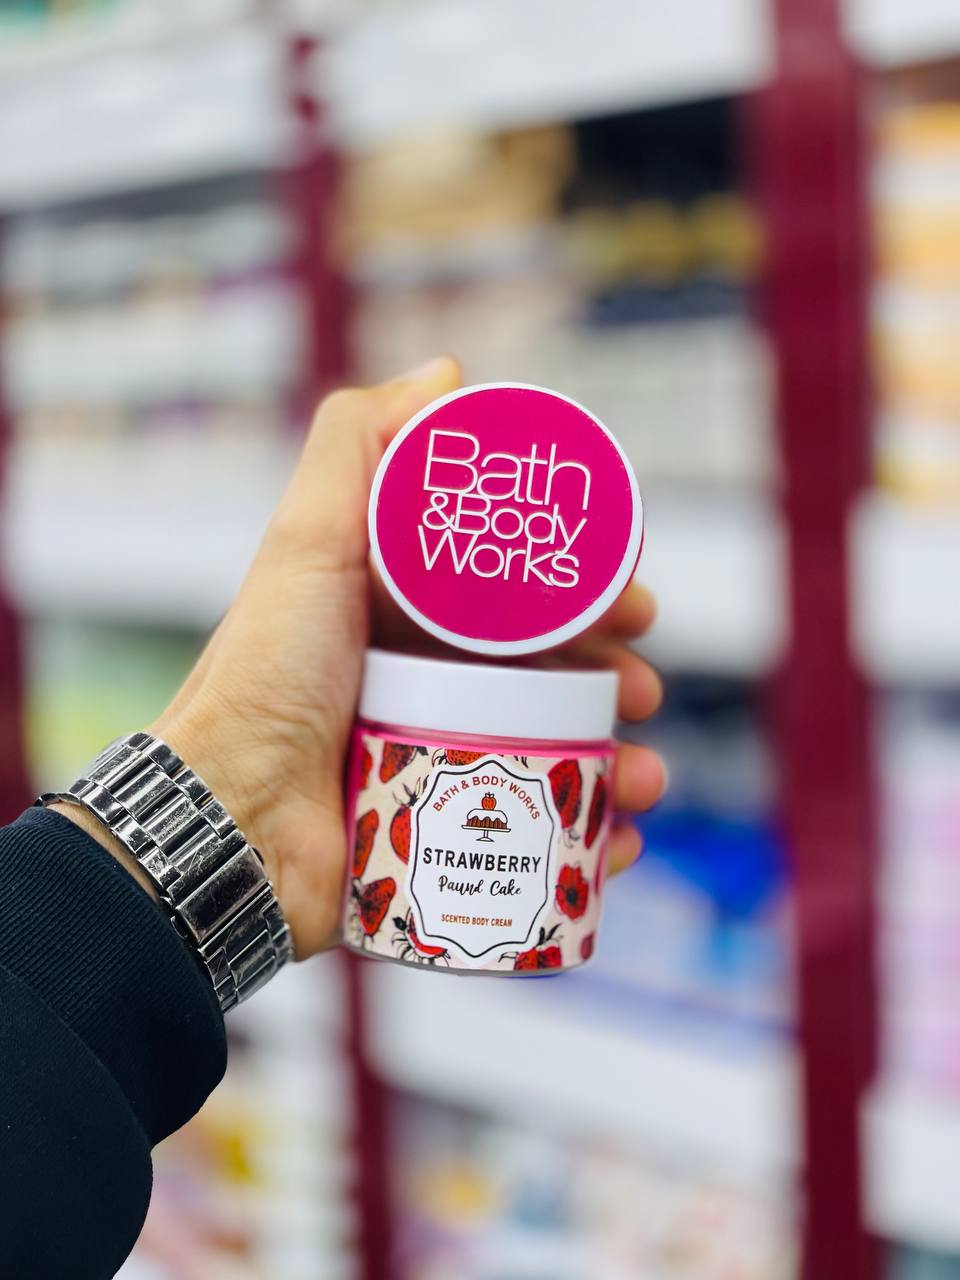 Bath
&Body
Works
BATH & BODY WORKS
STRAWBERRY
Paund Cake
SCENTED BODY CREAM